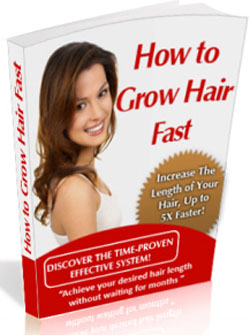 How to
Grow Hair
Fast
Increase The
Length of Your
Hair, Up to
5X Faster!
DISCOVER THE TIME-PROVEN
EFFECTIVE SYSTEM!
"Achieve your desired hair length
without waiting for months "
How to Grow Hair Fast